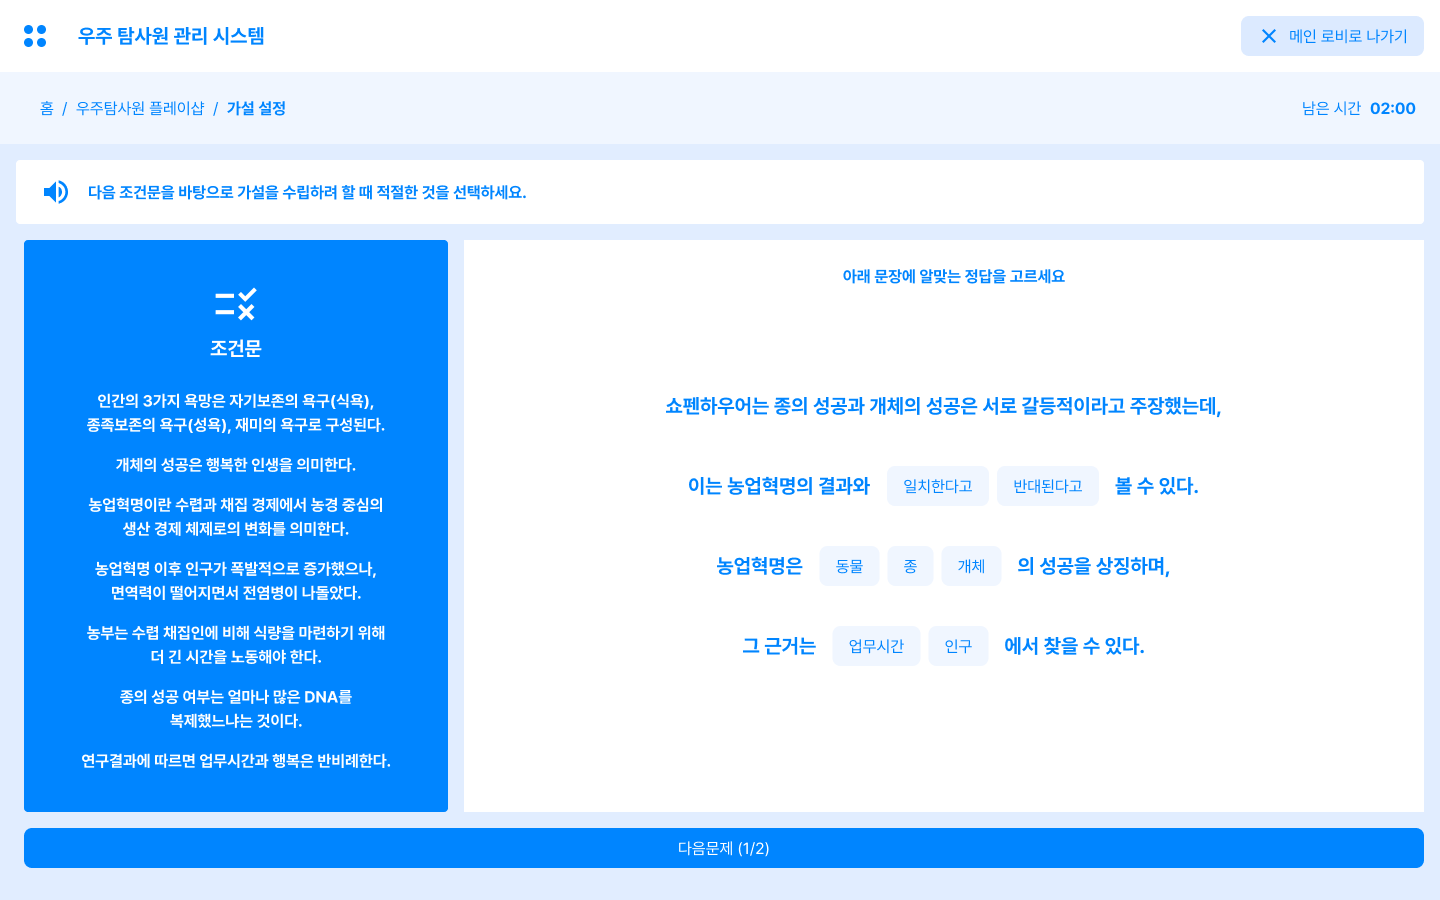 우주 탐사원 관리 시스템
메인 로비로 나가기
홈 / 우주탐사원 플레이샵 / 가설 설정
남은 시간 02:00
다음 조건문을 바탕으로 가설을 수립하려 할 때 적절한 것을 선택하세요.
조건문
인간의 3가지 욕망은 자기보존의 욕구(식욕),
종족보존의 욕구(성욕), 재미의 욕구로 구성된다.
개체의 성공은 행복한 인생을 의미한다.
농업혁명이란 수렵과 채집 경제에서 농경 중심의
생산 경제 체제로의 변화를 의미한다.
농업혁명 이후 인구가 폭발적으로 증가했으나,
면역력이 떨어지면서 전염병이 나돌았다.
농부는 수렵 채집인에 비해 식량을 마련하기 위해
더 긴 시간을 노동해야 한다.
종의 성공 여부는 얼마나 많은 DNA를
복제했느냐는 것이다.
연구결과에 따르면 업무시간과 행복은 반비례한다.
아래 문장에 알맞는 정답을 고르세요
쇼펜하우어는 종의 성공과 개체의 성공은 서로 갈등적이라고 주장했는데,
이는 농업혁명의 결과와 일치한다고 반대된다고 볼 수 있다.
농업혁명은 동물 종 개체 의 성공을 상징하며,
그 근거는 업무시간 인구 에서 찾을 수 있다.
다음문제 (1/2)